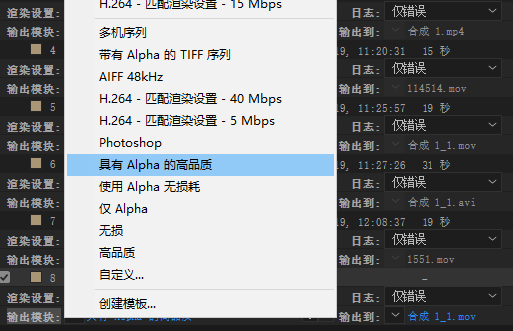 渲染设置: H.264 - 匹配渲染设置 - 15 Mbps 日志: 仅错误
输出模块: 多机序列 输出到: 合成 1.mp4
4 带有 Alpha 的 TIFF 序列 19, 11:20:31 15 秒
渲染设置: AIFF 48kHz 日志: 仅错误
输出模块: H.264 - 匹配渲染设置 - 40 Mbps 输出到: 114514.mov
5 H.264 - 匹配渲染设置 - 5 Mbps 19, 11:25:57 19 秒
渲染设置: Photoshop 日志: 仅错误
输出模块: 输出到: 合成 1_1.mov
6 具有 Alpha 的高品质 19, 11:27:26 31 秒
渲染设置: 使用 Alpha 无损耗 日志: 仅错误
输出模块: 仅 Alpha 输出到: 合成 1_1.avi
7 19, 12:08:37 19 秒
渲染设置: 无损 日志: 仅错误
输出模块: 高品质 输出到: 1551.mov
8 自定义... –
渲染设置: 创建模板... 日志: 仅错误
输出模块: 输出到: 合成 1_1.mov